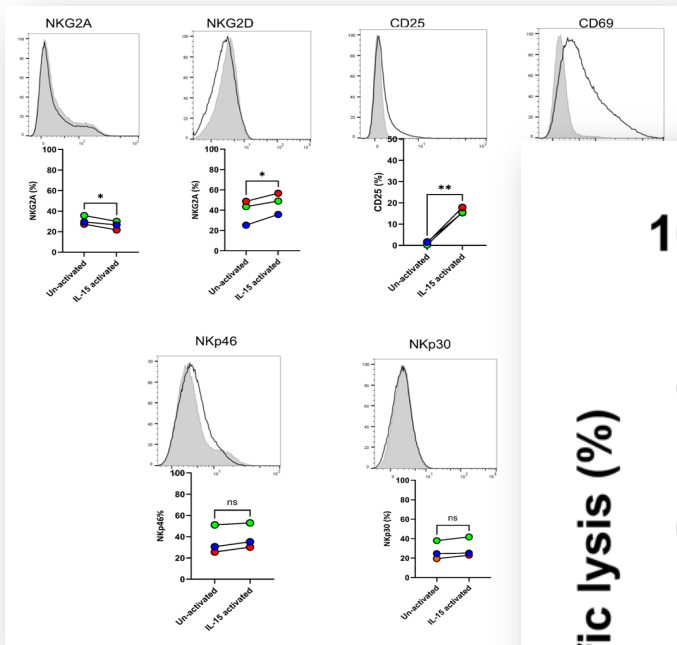 NKG2A
NKG2D
CD25
CD69
NKG2A (%)
100
80
60
40
20
0
*
Un-activated
IL-15 activated
NKG2A (%)
100
80
60
40
20
0
*
Un-activated
IL-15 activated
CD25 (%)
50
40
30
20
10
0
**
Un-activated
IL-15 activated
NKp46
NKp30
NKp46%
100
80
60
40
20
0
ns
Un-activated
IL-15 activated
NKp30 (%)
100
80
60
40
20
0
ns
Un-activated
IL-15 activated
lysis (%)